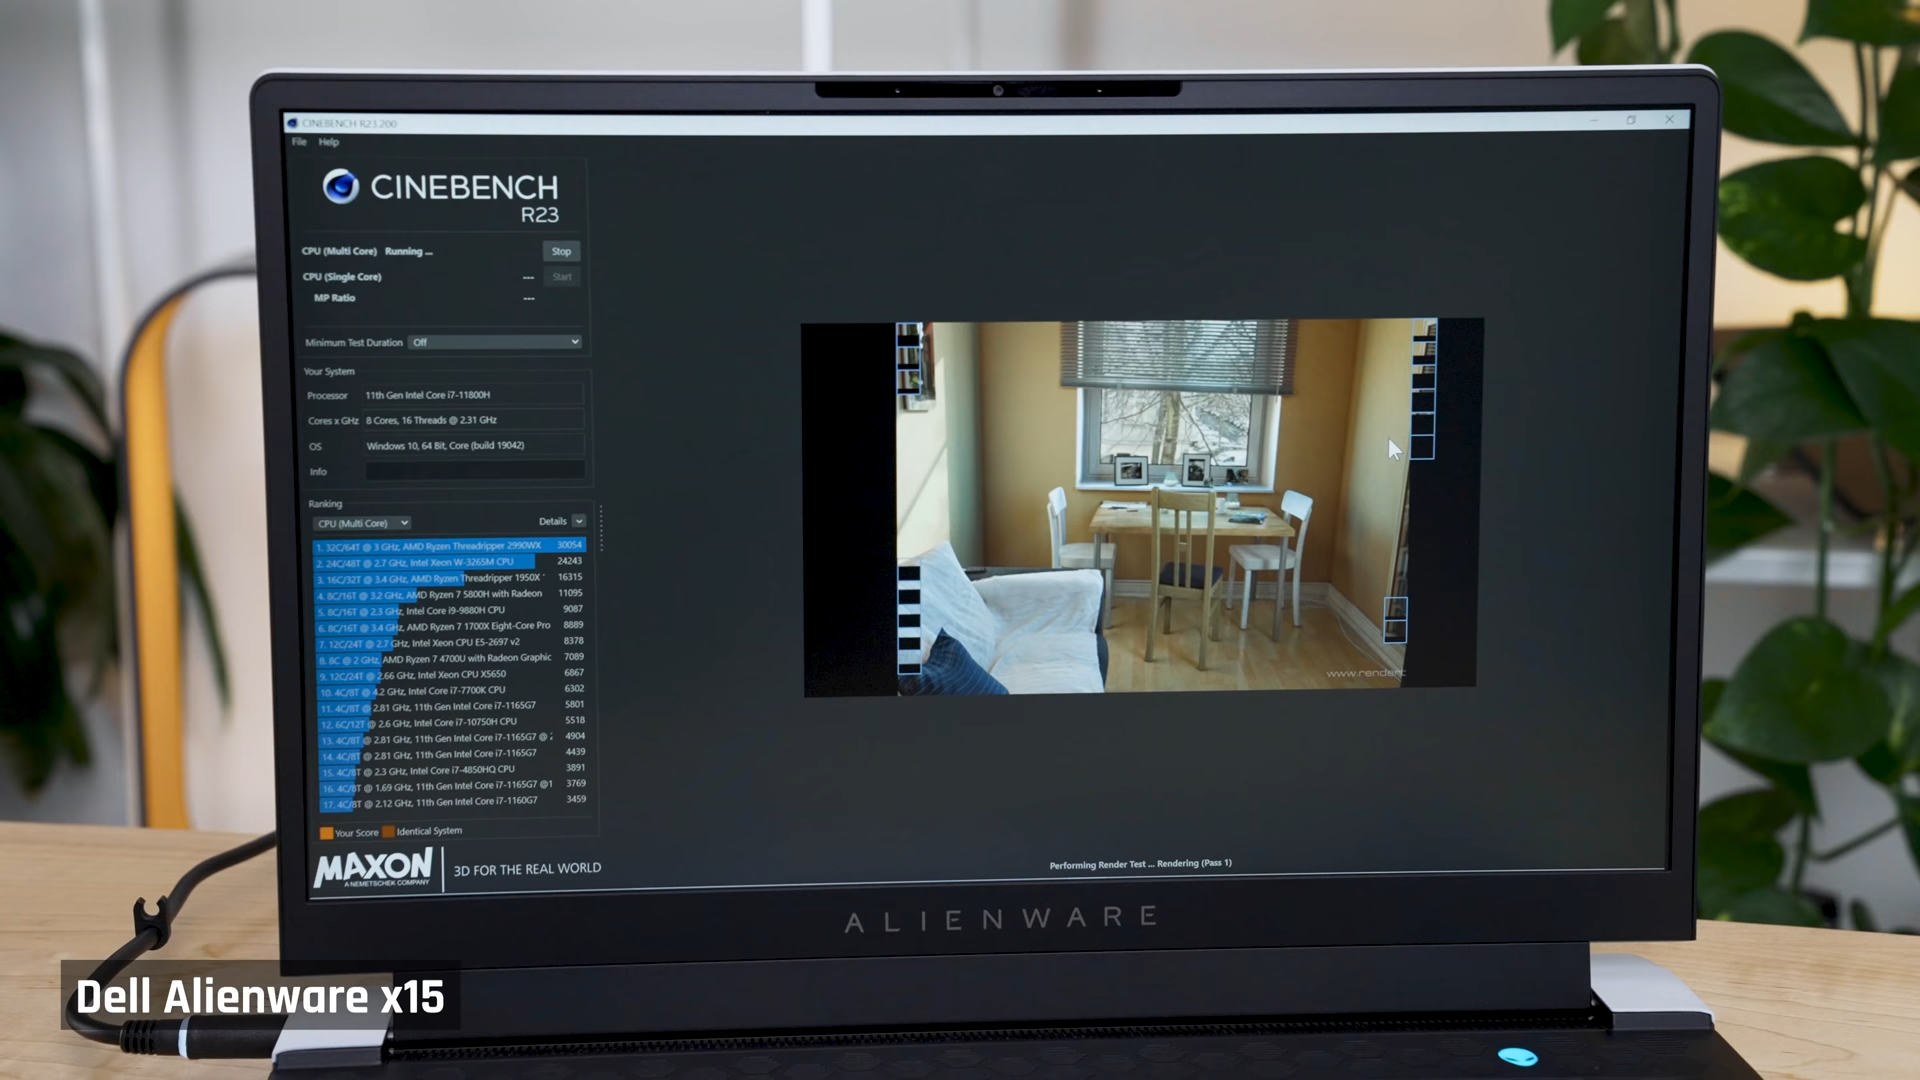 CINEBENCH R23.200
File Help
CINEBENCH
R23
CPU (Multi Core) Running ... Stop
CPU (Single Core) --- Start
MP Ratio ---
Minimum Test Duration Off
Your System
Processor 11th Gen Intel Core i7-11800H
Cores x GHz 8 Cores, 16 Threads @ 2.31 GHz
OS Windows 10, 64 Bit, Core (build 19042)
Info
Ranking
CPU (Multi Core) Details
1. 32C/64T @ 3 GHz, AMD Ryzen Threadripper 2990WX 30054
2. 24C/48T @ 2.7 GHz, Intel Xeon W-3265M CPU 24243
3. 16C/32T @ 3.4 GHz, AMD Ryzen Threadripper 1950X 16315
4. 8C/16T @ 3.2 GHz, AMD Ryzen 7 5800H with Radeon 11095
5. 8C/16T @ 2.3 GHz, Intel Core i9-9880H CPU 9087
6. 8C/16T @ 3.4 GHz, AMD Ryzen 7 1700X Eight-Core Pro 8889
7. 12C/24T @ 2.7 GHz, Intel Xeon CPU E5-2697 v2 8378
8. 8C @ 2 GHz, AMD Ryzen 7 4700U with Radeon Graphic 7089
9. 12C/24T @ 2.66 GHz, Intel Xeon CPU X5650 6867
10. 4C/8T @ 4.2 GHz, Intel Core i7-7700K CPU 6302
11. 4C/8T @ 2.81 GHz, 11th Gen Intel Core i7-1165G7 5801
12. 6C/12T @ 2.6 GHz, Intel Core i7-10750H CPU 5518
13. 4C/8T @ 2.81 GHz, 11th Gen Intel Core i7-1165G7 @ 2 4904
14. 4C/8T @ 2.81 GHz, 11th Gen Intel Core i7-1165G7 4439
15. 4C/8T @ 2.3 GHz, Intel Core i7-4850HQ CPU 3891
16. 4C/8T @ 1.69 GHz, 11th Gen Intel Core i7-1165G7 @1 3769
17. 4C/8T @ 2.12 GHz, 11th Gen Intel Core i7-1160G7 3459
Your Score Identical System
MAXON
A NEMETSCHEK COMPANY
3D FOR THE REAL WORLD
www.render
Performing Render Test ... Rendering (Pass 1)
ALIENWARE
Dell Alienware x15